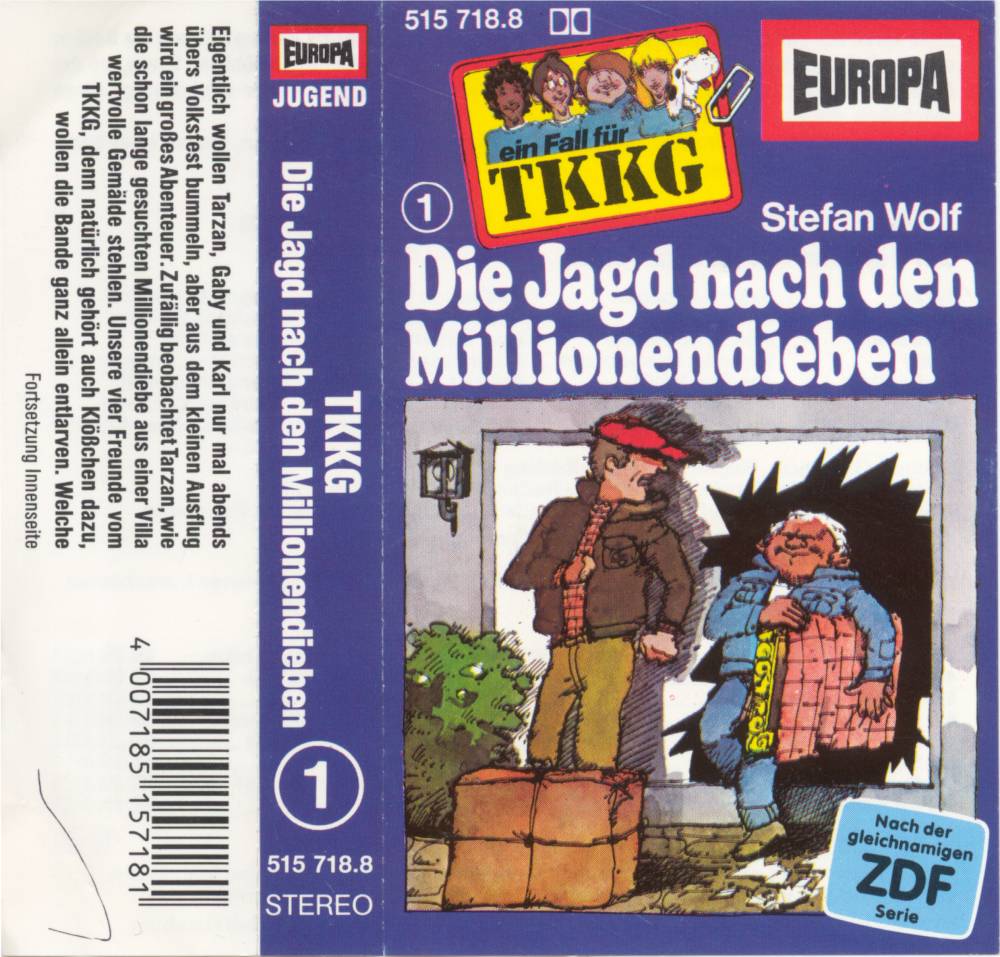 Eigentlich wollen Tarzan, Gaby und Karl nur mal abends
übers Volksfest bummeln, aber aus dem kleinen Ausflug
wird ein großes Abenteuer. Zufällig beobachtet Tarzan, wie
die schon lange gesuchten Millionendiebe aus einer Villa
wertvolle Gemälde stehlen. Unsere vier Freunde vom
TKKG, denn natürlich gehört auch Klößchen dazu,
wollen die Bande ganz allein entlarven. Welche
Fortsetzung Innenseite
4 007185 157181
EUROPA
JUGEND
TKKG
Die Jagd nach den Millionendieben
1
515 718.8
STEREO
515 718.8
EUROPA
ein Fall für
TKKG
1
Stefan Wolf
Die Jagd nach den
Millionendieben
Nach der
gleichnamigen
ZDF
Serie